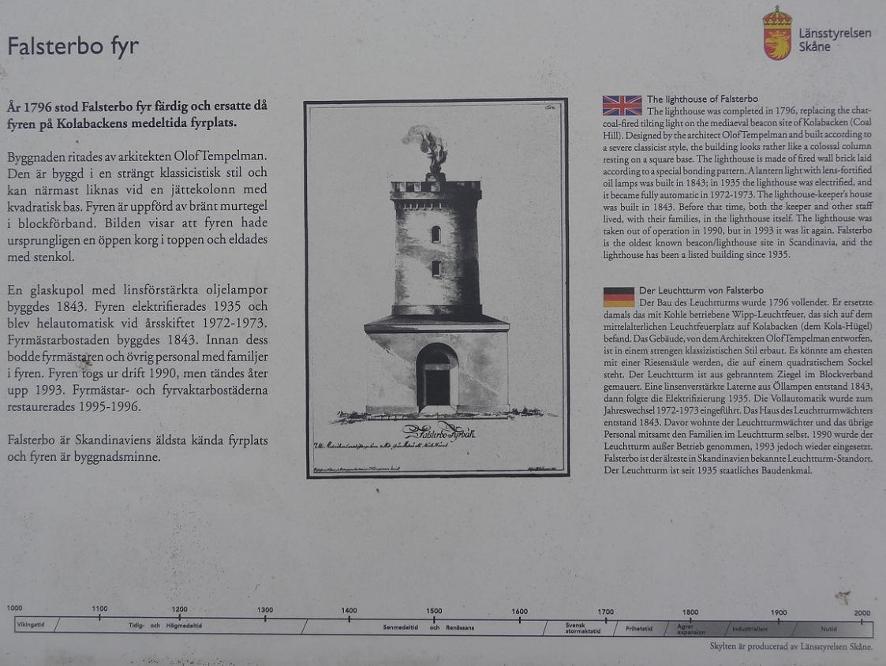 Falsterbo fyr
Länsstyrelsen
Skåne
År 1796 stod Falsterbo fyr färdig och ersatte då
fyren på Kolabackens medeltida fyrplats.
Byggnaden ritades av arkitekten Olof Tempelman.
Den är byggd i en strängt klassicistisk stil och
kan närmast liknas vid en jättekolonn med
kvadratisk bas. Fyren är uppförd av bränt murtegel
i blockförband. Bilden visar att fyren hade
ursprungligen en öppen korg i toppen och eldades
med stenkol.
En glaskupol med linsförstärkta oljelampor
byggdes 1843. Fyren elektrifierades 1935 och
blev helautomatisk vid årsskiftet 1972-1973.
Fyrmästarbostaden byggdes 1843. Innan dess
bodde fyrmästaren och övrig personal med familjer
i fyren. Fyren togs ur drift 1990, men tändes åter
upp 1993. Fyrmästar- och fyrvaktarbostäderna
restaurerades 1995-1996.
Falsterbo är Skandinaviens äldsta kända fyrplats
och fyren är byggnadsminne.
Falsterbo Fyrbåk
The lighthouse of Falsterbo
The lighthouse was completed in 1796, replacing the char-
coal-fired tilting light on the mediaeval beacon site of Kolabacken (Coal
Hill). Designed by the architect Olof Tempelman and built according to
a severe classicist style, the building looks rather like a colossal column
resting on a square base. The lighthouse is made of fired wall brick laid
according to a special bonding pattern. A lantern light with lens-fortified
oil lamps was built in 1843; in 1935 the lighthouse was electrified, and
it became fully automatic in 1972-1973. The lighthouse-keeper's house
was built in 1843. Before that time, both the keeper and other staff
lived, with their families, in the lighthouse itself. The lighthouse was
taken out of operation in 1990, but in 1993 it was lit again. Falsterbo
is the oldest known beacon/lighthouse site in Scandinavia, and the
lighthouse has been a listed building since 1935.
Der Leuchtturm von Falsterbo
Der Bau des Leuchtturms wurde 1796 vollendet. Er ersetzte
damals das mit Kohle betriebene Wipp-Leuchtfeuer, das sich auf dem
mittelalterlichen Leuchtfeuerplatz auf Kolabacken (dem Kola-Hügel)
befand. Das Gebäude, von dem Architekten Olof Tempelman entworfen,
ist in einem strengen klassizistischen Stil erbaut. Es könnte am ehesten
mit einer Riesensäule werden, die auf einem quadratischem Sockel
steht. Der Leuchtturm ist aus gebranntem Ziegel im Blockverband
gemauert. Eine linsenverstärkte Laterne aus Öllampen entstand 1843,
dann folgte die Elektrifizierung 1935. Die Vollautomatik wurde zum
Jahreswechsel 1972-1973 eingeführt. Das Haus des Leuchtturmwächters
entstand 1843. Davor wohnte der Leuchtturmwächter und das übrige
Personal mitsamt den Familien im Leuchtturm selbst. 1990 wurde der
Leuchtturm außer Betrieb genommen, 1993 jedoch wieder eingesetzt.
Falsterbo ist der älteste in Skandinavien bekannte Leuchtturm-Standort.
Der Leuchtturm ist seit 1935 staatliches Baudenkmal.
1000 1100 1200 1300 1400 1500 1600 1700 1800 1900 2000
Vikingatid Tidig- och Högmedeltid Senmedeltid och Renässans Svensk stormaktstid Frihetstid Agrar expansion Industrialism Nutid
Skylten är producerad av Länsstyrelsen Skåne.